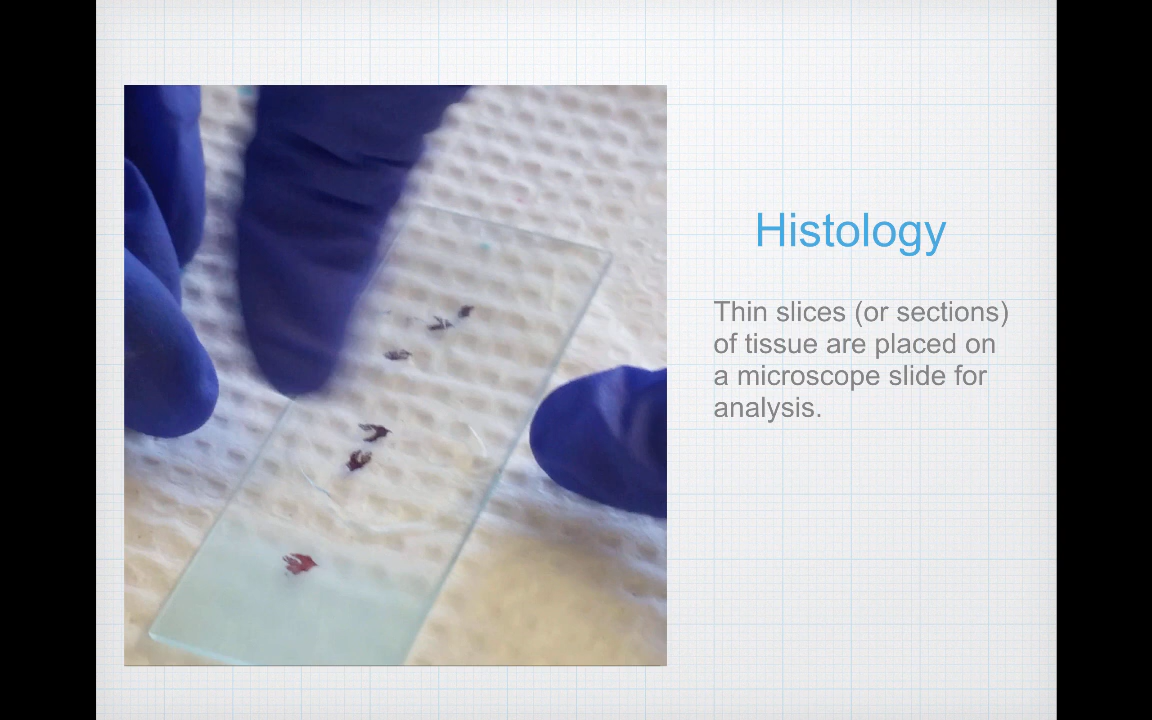 Histology
Thin slices (or sections)
of tissue are placed on
a microscope slide for
analysis.